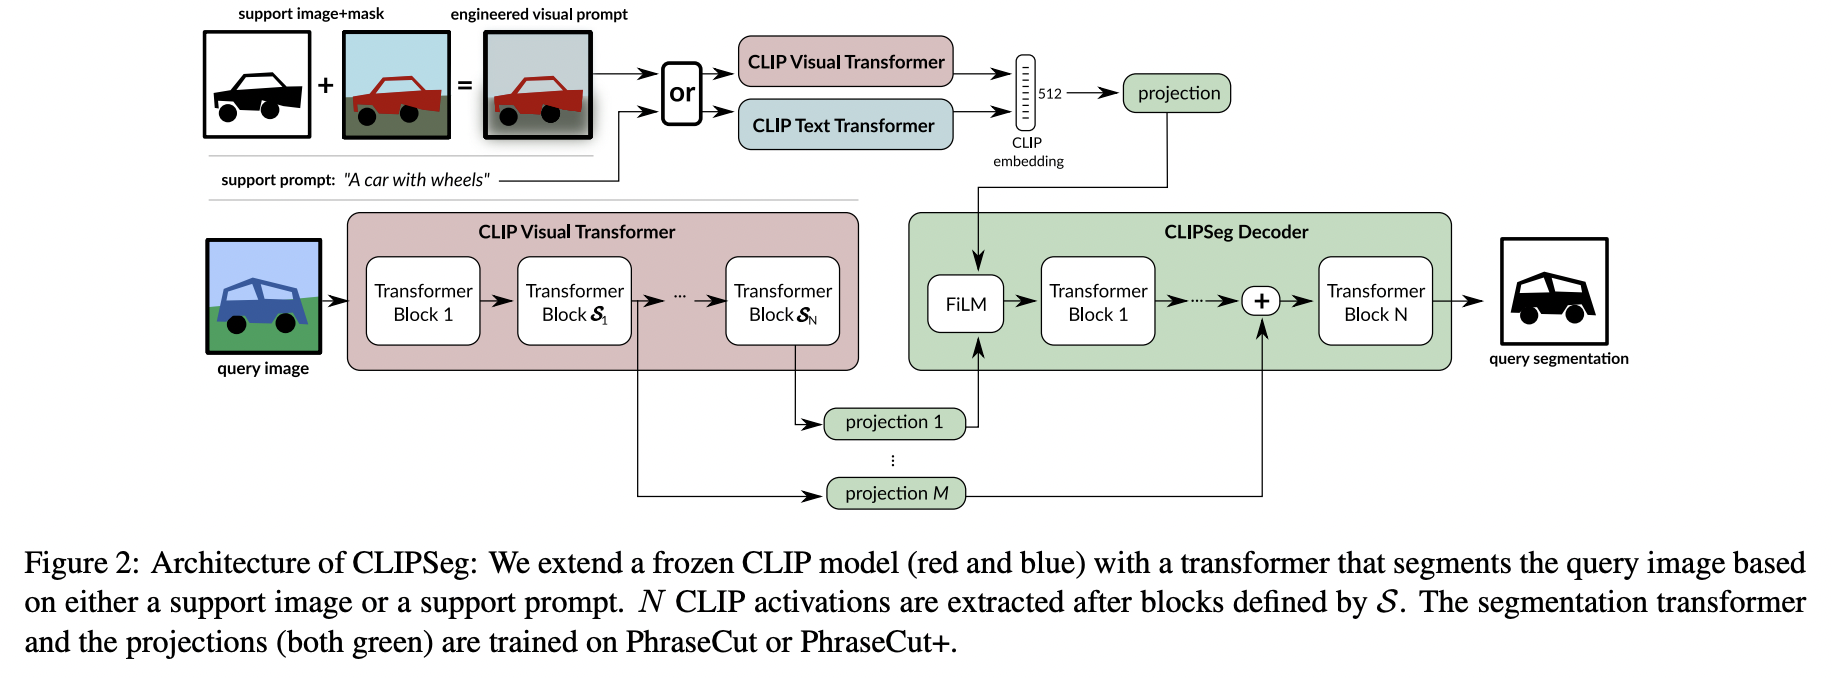 support image+mask
engineered visual prompt
+
=
or
CLIP Visual Transformer
CLIP Text Transformer
512
CLIP
embedding
projection
support prompt: "A car with wheels"
CLIP Visual Transformer
Transformer
Block 1
Transformer
Block 𝓢1
...
Transformer
Block 𝓢N
query image
CLIPSeg Decoder
FiLM
Transformer
Block 1
...
+
Transformer
Block N
query segmentation
projection 1
⋮
projection M
Figure 2: Architecture of CLIPSeg: We extend a frozen CLIP model (red and blue) with a transformer that segments the query image based
on either a support image or a support prompt. N CLIP activations are extracted after blocks defined by 𝓢. The segmentation transformer
and the projections (both green) are trained on PhraseCut or PhraseCut+.